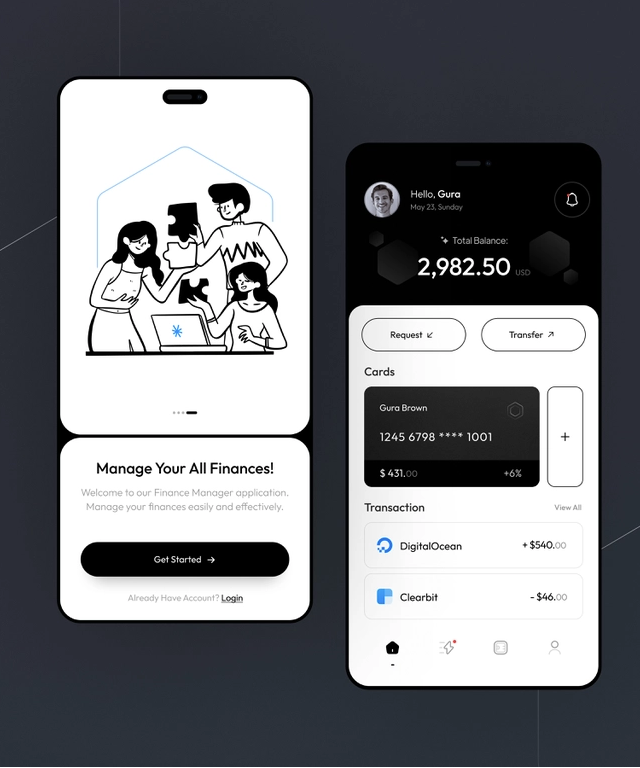 Manage Your All Finances!
Welcome to our Finance Manager application.
Manage your finances easily and effectively.
Get Started →
Already Have Account? Login
Hello, Gura
May 23, Sunday
Total Balance:
2,982.50 USD
Request ↙
Transfer ↗
Cards
Gura Brown
1245 6798 **** 1001
$ 431.00
+6%
+
Transaction
View All
DigitalOcean
+ $540.00
Clearbit
- $46.00